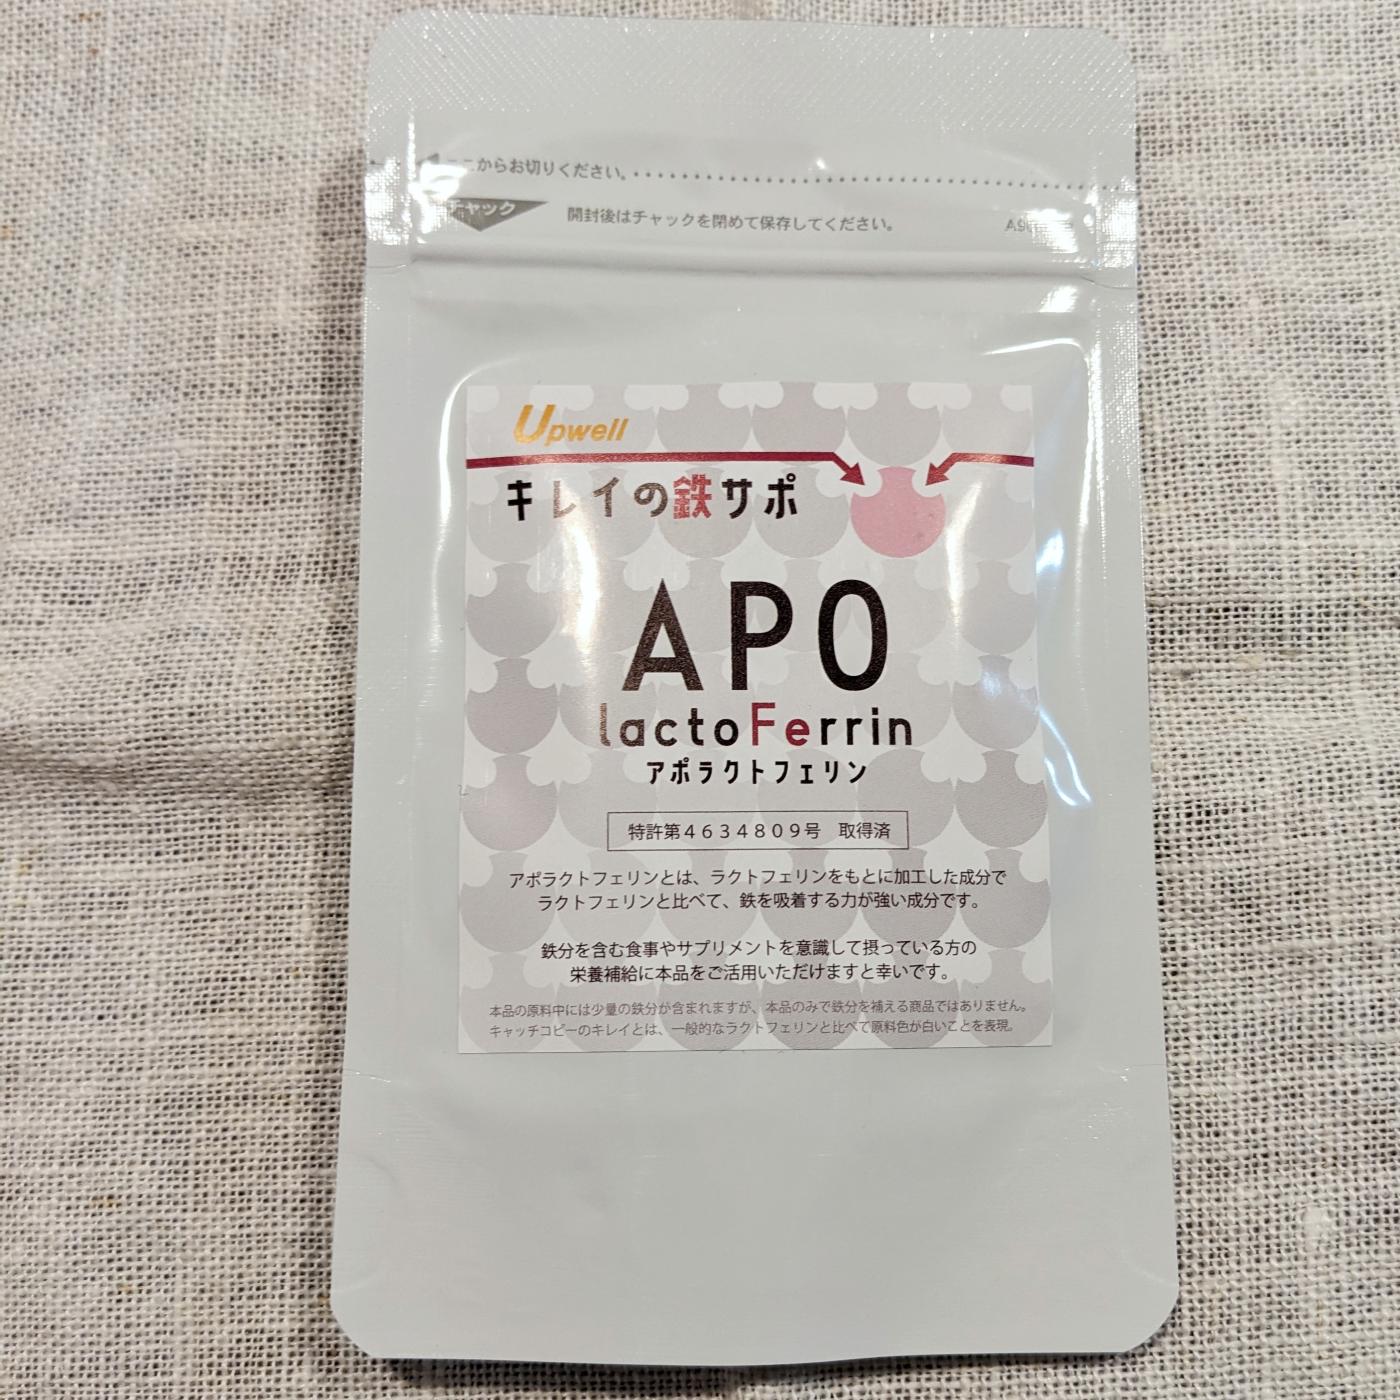 ここからお切りください。
チャック
開封後はチャックを閉めて保存してください。
Upwell
キレイの鉄サポ
APO
lactoFerrin
アポラクトフェリン
特許第4634809号 取得済
アポラクトフェリンとは、ラクトフェリンをもとに加工した成分で
ラクトフェリンと比べて、鉄を吸着する力が強い成分です。
鉄分を含む食事やサプリメントを意識して摂っている方の
栄養補給に本品をご活用いただけますと幸いです。
本品の原料中には少量の鉄分が含まれますが、本品のみで鉄分を補える商品ではありません。
キャッチコピーのキレイとは、一般的なラクトフェリンと比べて原料色が白いことを表現。